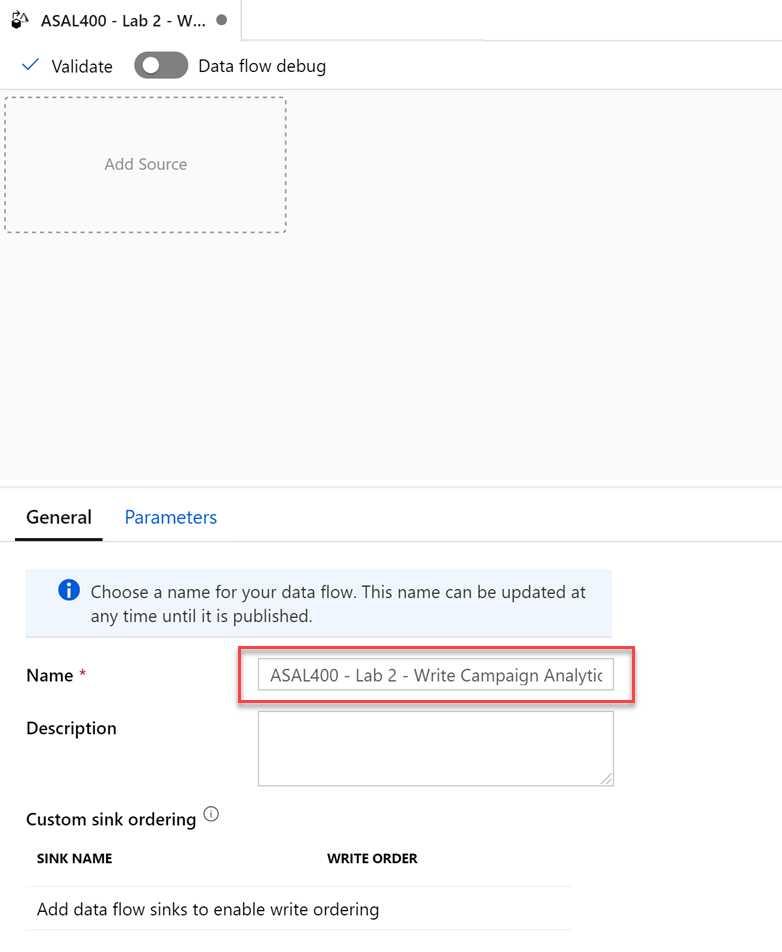 ASAL400 - Lab 2 - W...
Validate
Data flow debug
Add Source
General
Parameters
Choose a name for your data flow. This name can be updated at
any time until it is published.
Name *
ASAL400 - Lab 2 - Write Campaign Analytic
Description
Custom sink ordering
SINK NAME
WRITE ORDER
Add data flow sinks to enable write ordering